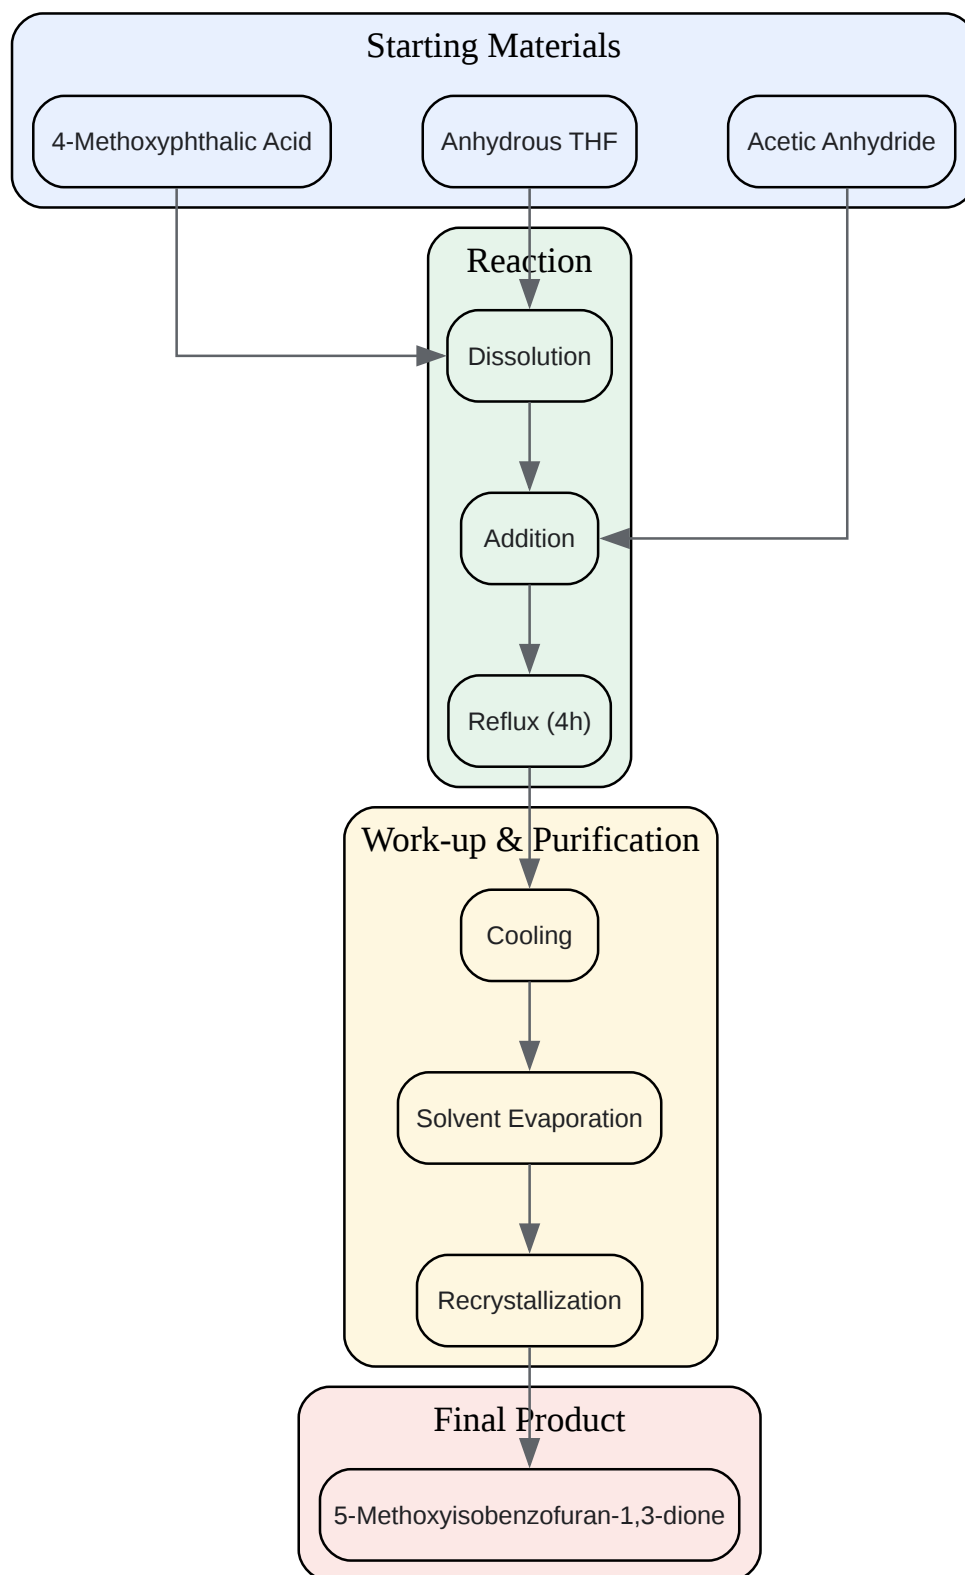 Starting Materials
4-Methoxyphthalic Acid
Anhydrous THF
Acetic Anhydride
Reaction
Dissolution
Addition
Reflux (4h)
Work-up & Purification
Cooling
Solvent Evaporation
Recrystallization
Final Product
5-Methoxyisobenzofuran-1,3-dione